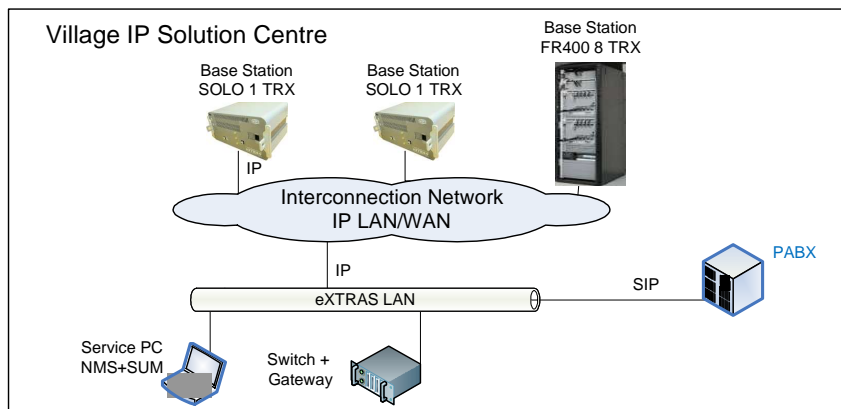 Village IP Solution Centre
Base Station
SOLO 1 TRX
Base Station
SOLO 1 TRX
Base Station
FR400 8 TRX
IP
Interconnection Network
IP LAN/WAN
IP
eXTRAS LAN
SIP
PABX
Service PC
NMS+SUM
Switch +
Gateway